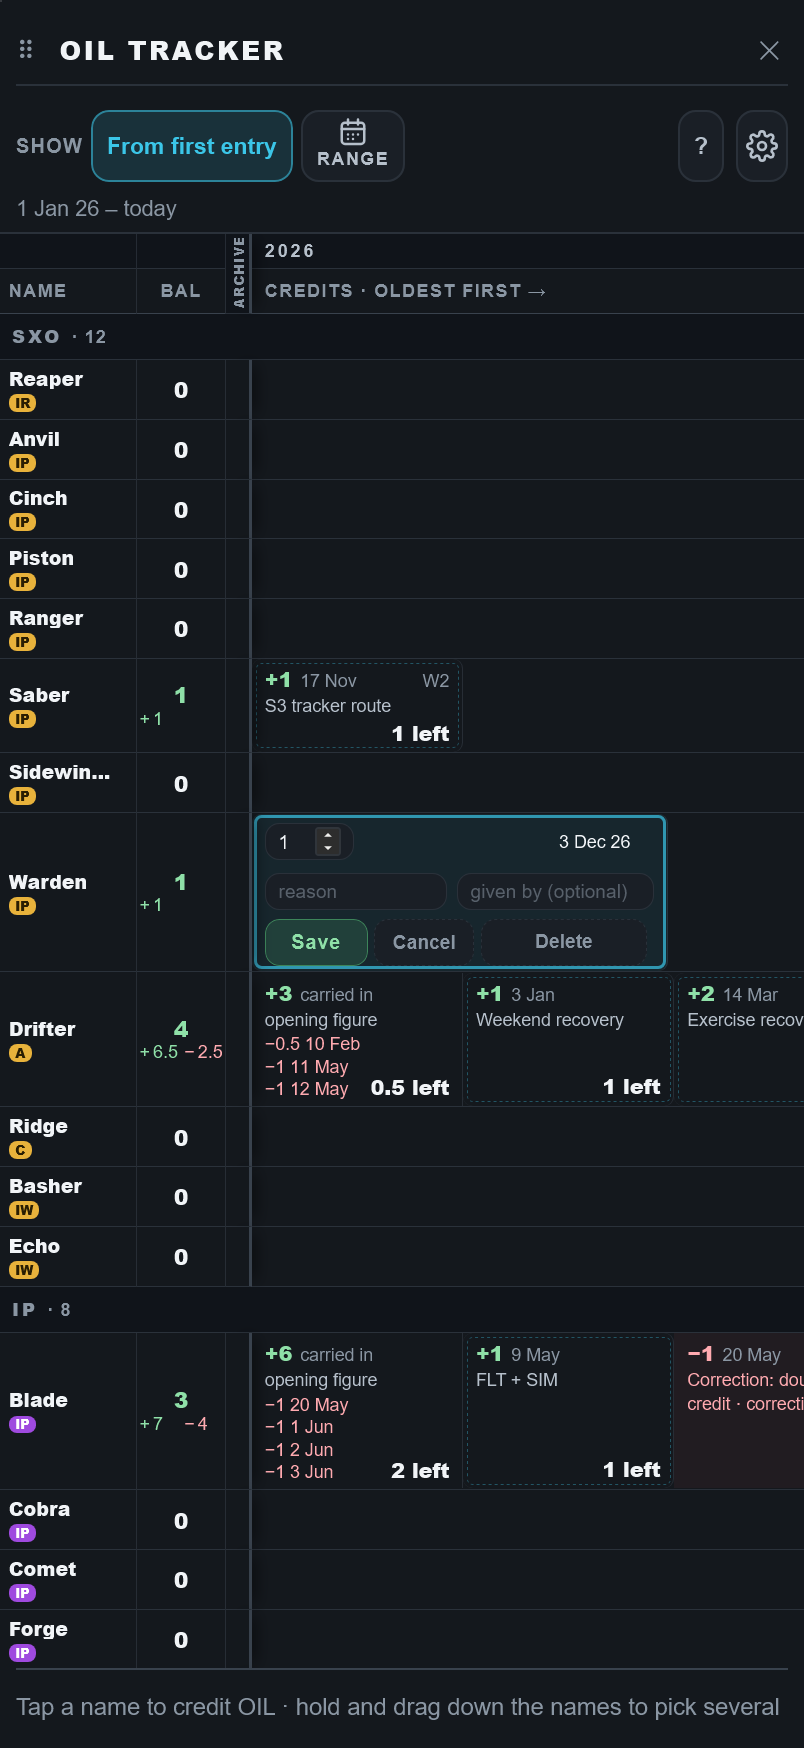 OIL TRACKER
SHOW From first entry RANGE ?
1 Jan 26 – today
ARCHIVE 2026
NAME BAL CREDITS · OLDEST FIRST →
SXO · 12
Reaper
IR 0
Anvil
IP 0
Cinch
IP 0
Piston
IP 0
Ranger
IP 0
Saber
IP 1
+1
+1 17 Nov W2
S3 tracker route
1 left
Sidewin...
IP 0
Warden
IP 1
+1
1 3 Dec 26
reason given by (optional)
Save Cancel Delete
Drifter
A 4
+6.5 −2.5
+3 carried in
opening figure
−0.5 10 Feb
−1 11 May
−1 12 May 0.5 left
+1 3 Jan
Weekend recovery
1 left
+2 14 Mar
Exercise recov
Ridge
C 0
Basher
IW 0
Echo
IW 0
IP · 8
Blade
IP 3
+7 −4
+6 carried in
opening figure
−1 20 May
−1 1 Jun
−1 2 Jun
−1 3 Jun 2 left
+1 9 May
FLT + SIM
1 left
−1 20 May
Correction: dou
credit · correcti
Cobra
IP 0
Comet
IP 0
Forge
IP 0
Tap a name to credit OIL · hold and drag down the names to pick several